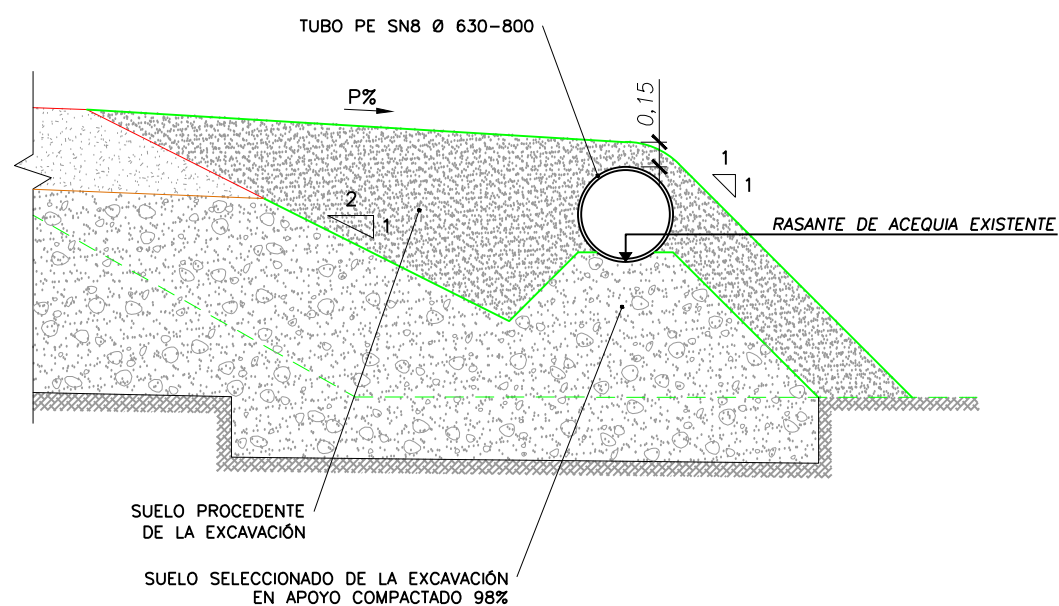 TUBO PE SN8 Ø 630-800
P%
0,15
1
1
2
1
RASANTE DE ACEQUIA EXISTENTE
SUELO PROCEDENTE
DE LA EXCAVACIÓN
SUELO SELECCIONADO DE LA EXCAVACIÓN
EN APOYO COMPACTADO 98%